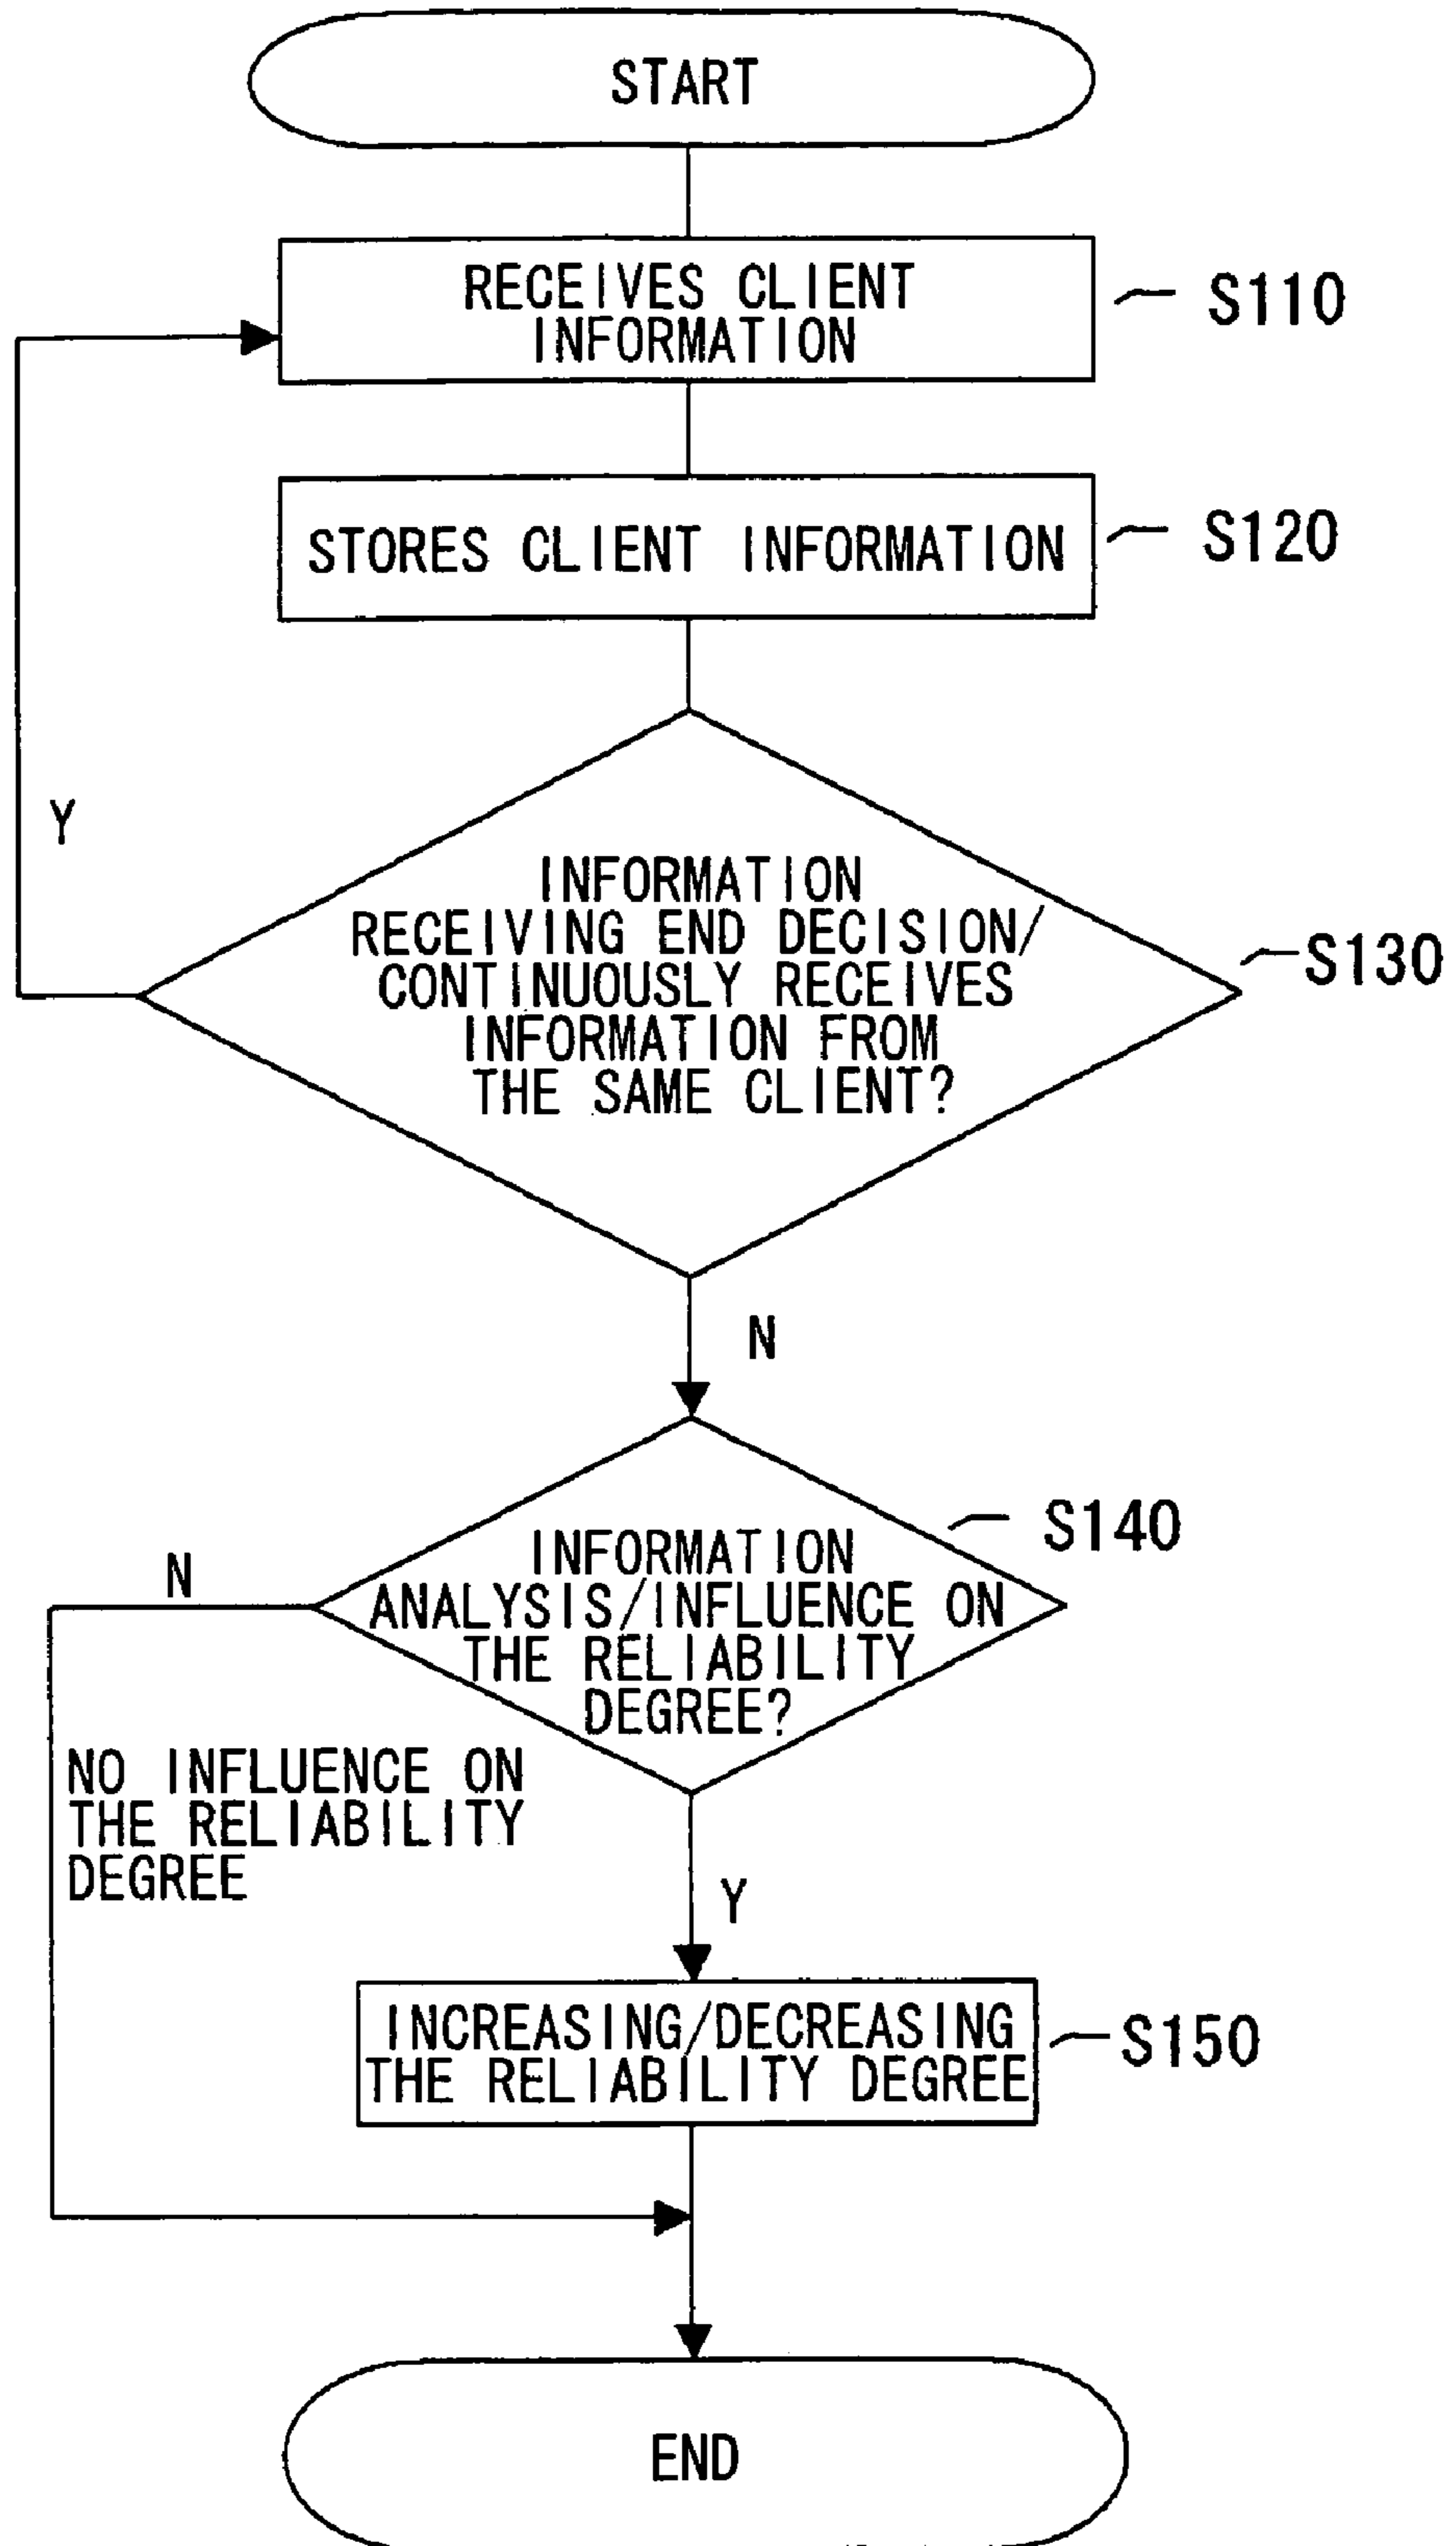 START
RECEIVES CLIENT
INFORMATION
S110
STORES CLIENT INFORMATION
S120
Y
INFORMATION
RECEIVING END DECISION/
CONTINUOUSLY RECEIVES
INFORMATION FROM
THE SAME CLIENT?
S130
N
S140
INFORMATION
ANALYSIS/INFLUENCE ON
THE RELIABILITY
DEGREE?
N
NO INFLUENCE ON
THE RELIABILITY
DEGREE
Y
INCREASING/DECREASING
THE RELIABILITY DEGREE
S150
END